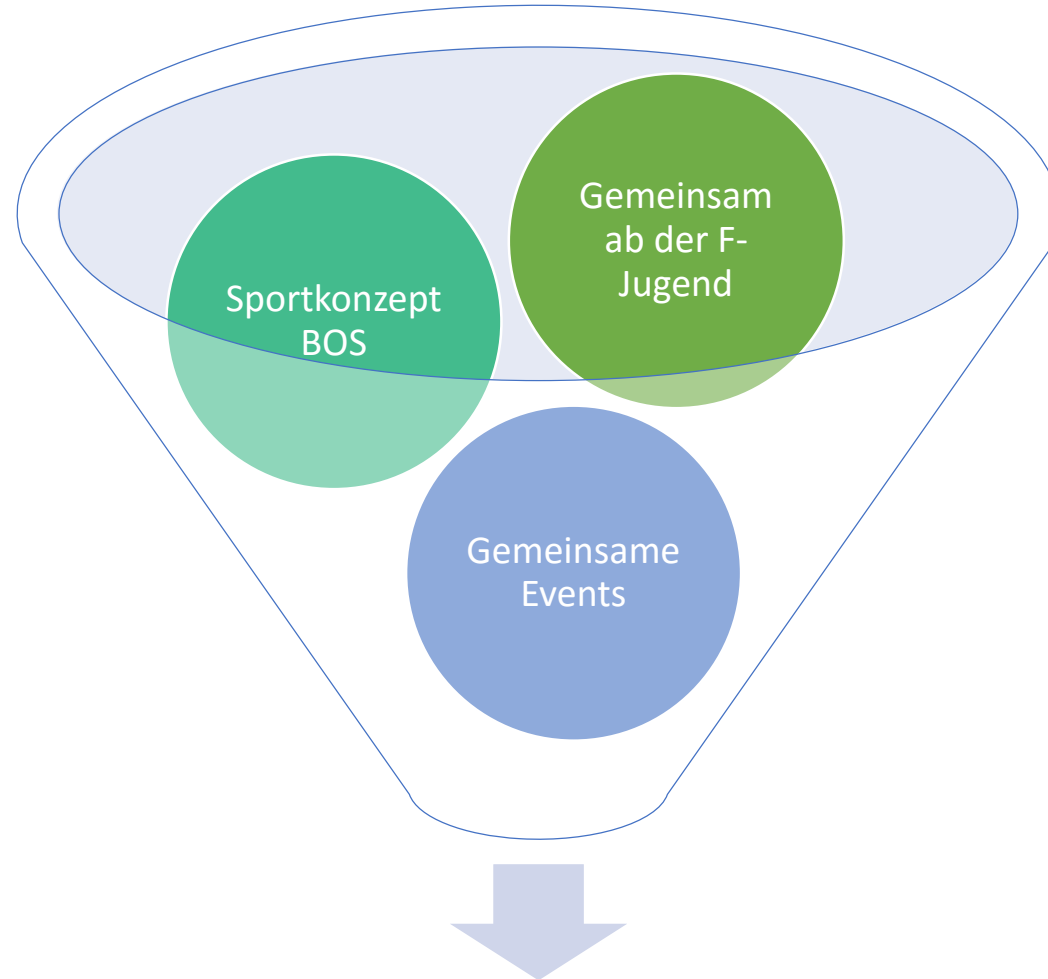 Sportkonzept
BOS
Gemeinsam
ab der F-
Jugend
Gemeinsame
Events